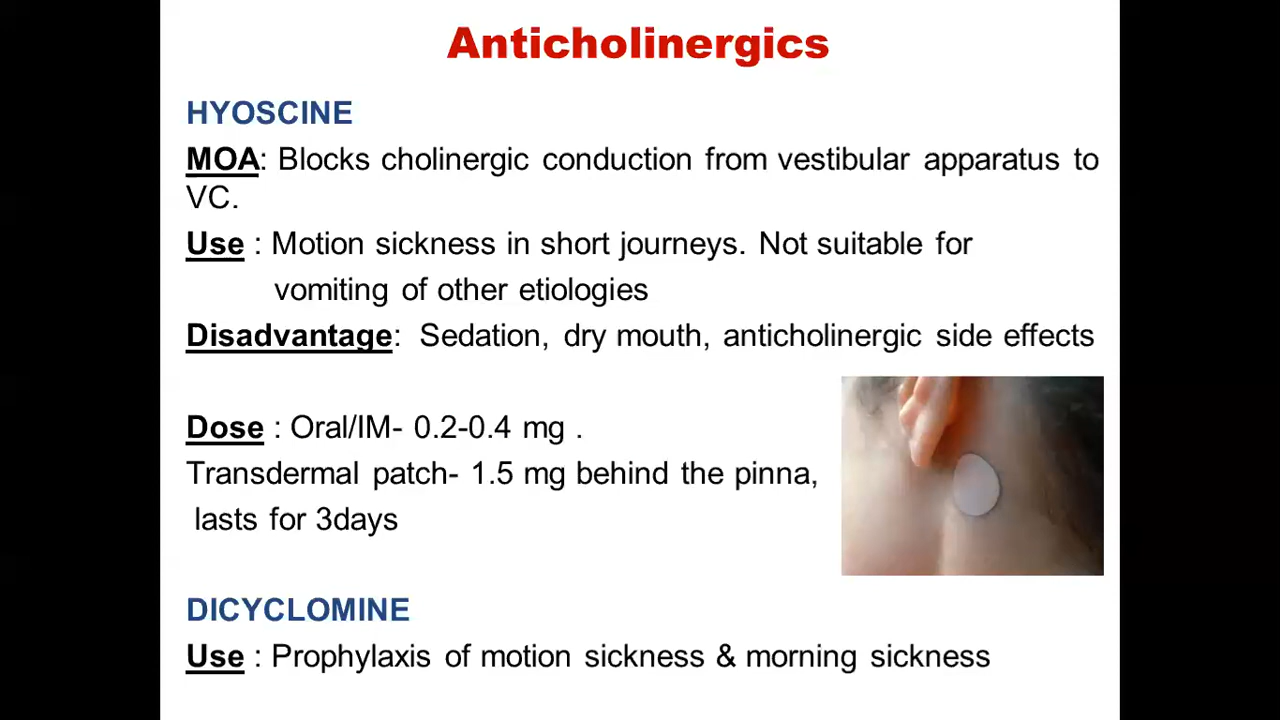 Anticholinergics
HYOSCINE
MOA: Blocks cholinergic conduction from vestibular apparatus to
VC.
Use : Motion sickness in short journeys. Not suitable for
vomiting of other etiologies
Disadvantage: Sedation, dry mouth, anticholinergic side effects
Dose : Oral/IM- 0.2-0.4 mg .
Transdermal patch- 1.5 mg behind the pinna,
lasts for 3days
DICYCLOMINE
Use : Prophylaxis of motion sickness & morning sickness